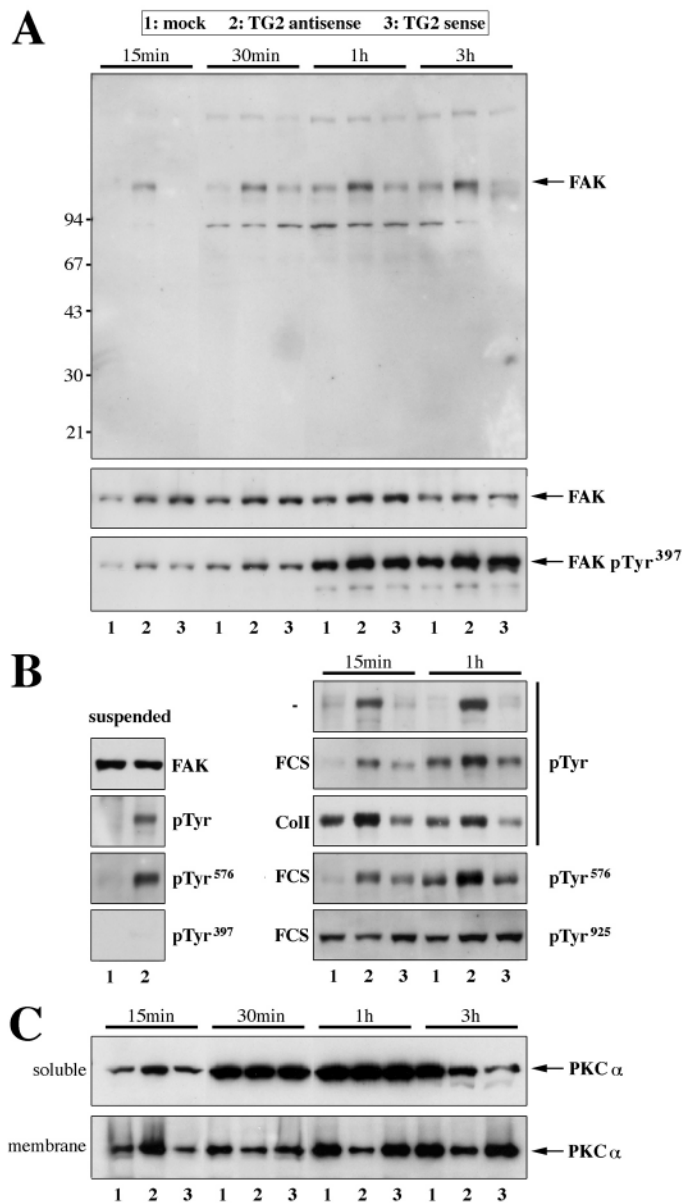 A
1: mock 2: TG2 antisense 3: TG2 sense
15min 30min 1h 3h
FAK
94
67
43
30
21
FAK
FAK pTyr397
1 2 3 1 2 3 1 2 3 1 2 3
B
15min 1h
suspended
-
FAK
FCS
pTyr
pTyr
ColI
pTyr576
FCS
pTyr576
pTyr397
FCS
pTyr925
1 2
1 2 3 1 2 3
C
15min 30min 1h 3h
soluble
PKC α
membrane
PKC α
1 2 3 1 2 3 1 2 3 1 2 3